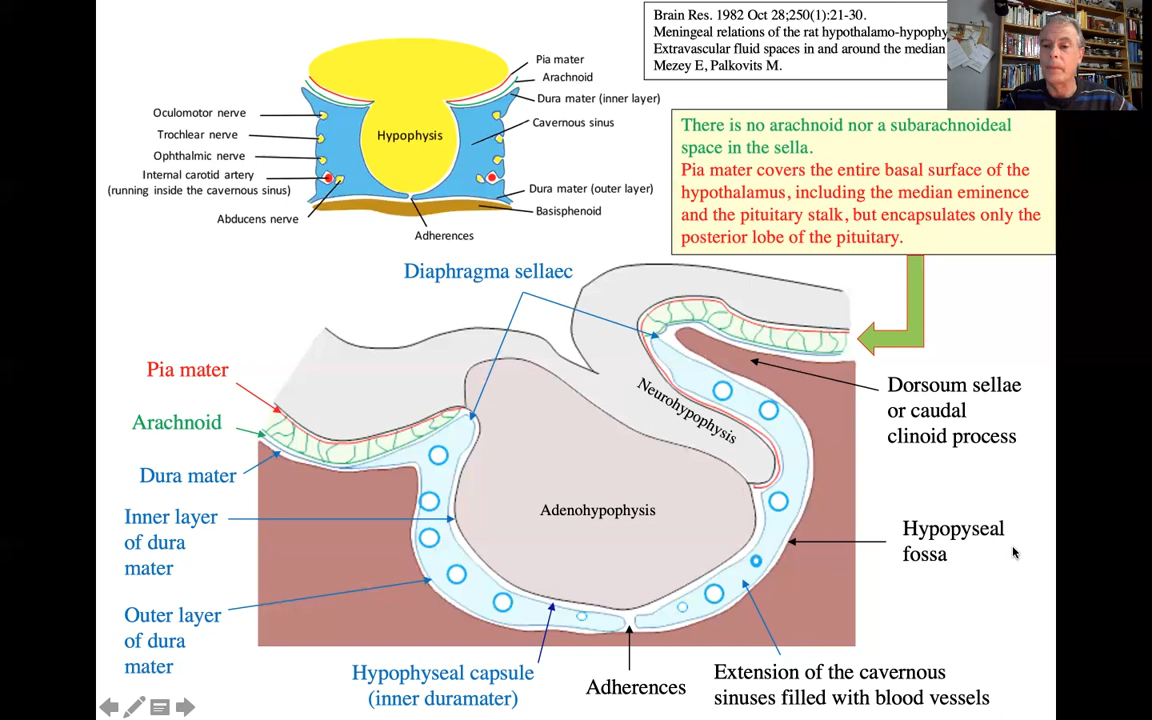 Brain Res. 1982 Oct 28;250(1):21-30.
Meningeal relations of the rat hypothalamo-hypophy
Extravascular fluid spaces in and around the median
Mezey E, Palkovits M.
Pia mater
Arachnoid
Dura mater (inner layer)
Cavernous sinus
Oculomotor nerve
Trochlear nerve
Ophthalmic nerve
Internal carotid artery
(running inside the cavernous sinus)
Abducens nerve
Hypophysis
Dura mater (outer layer)
Basisphenoid
Adherences
There is no arachnoid nor a subarachnoideal
space in the sella.
Pia mater covers the entire basal surface of the
hypothalamus, including the median eminence
and the pituitary stalk, but encapsulates only the
posterior lobe of the pituitary.
Diaphragma sellaec
Pia mater
Arachnoid
Dura mater
Inner layer
of dura
mater
Outer layer
of dura
mater
Neurohypophysis
Adenohypophysis
Dorsoum sellae
or caudal
clinoid process
Hypopyseal
fossa
Hypophyseal capsule
(inner duramater)
Adherences
Extension of the cavernous
sinuses filled with blood vessels